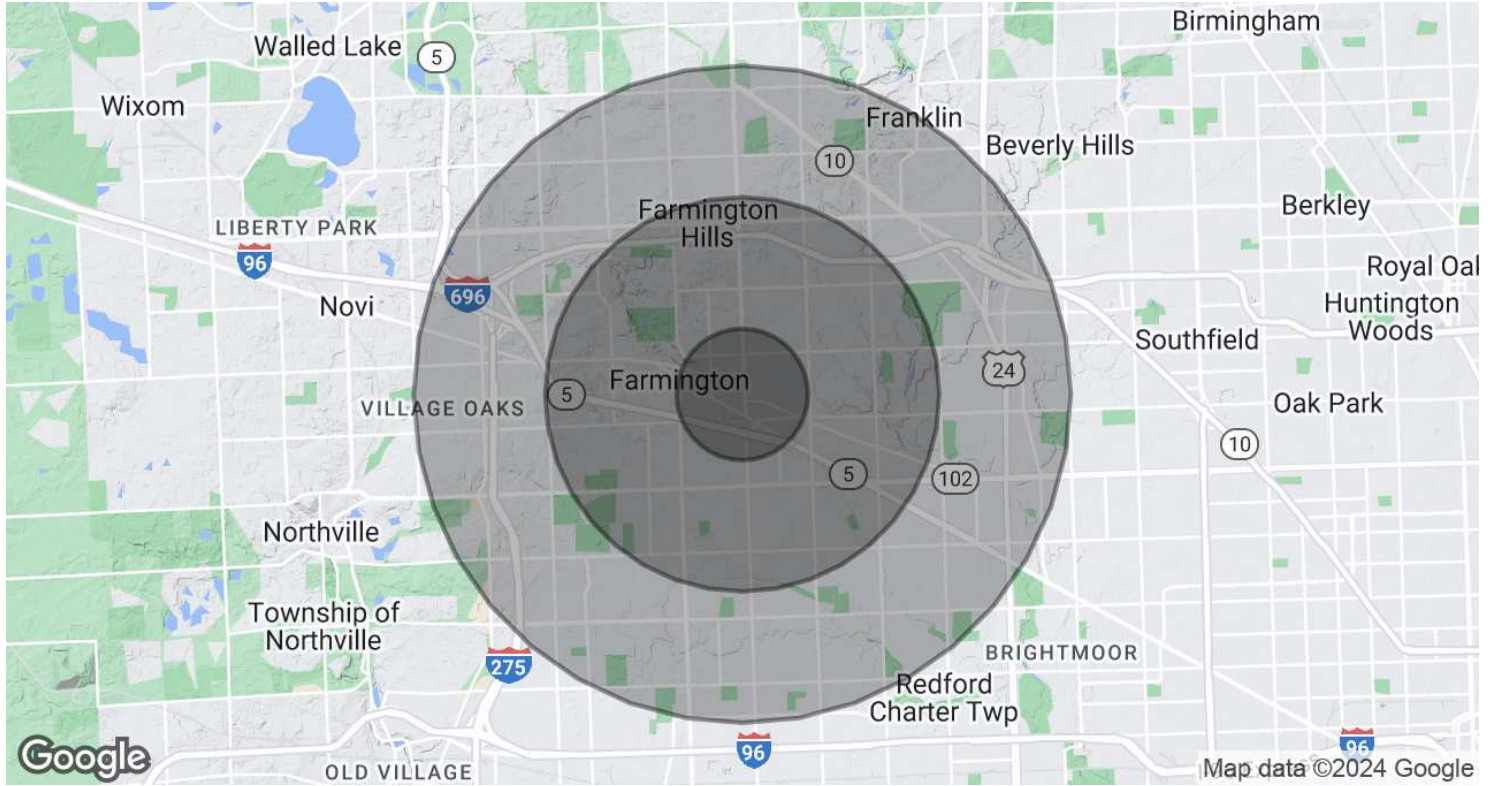 Birmingham
Walled Lake
5
Wixom
Franklin
10
Beverly Hills
Berkley
Farmington
Hills
LIBERTY PARK
96
Royal Oak
696
Novi
Huntington
Woods
Southfield
24
Farmington
5
VILLAGE OAKS
Oak Park
10
5
102
Northville
Township of
Northville
BRIGHTMOOR
275
Redford
Charter Twp
96
96
Google
OLD VILLAGE
Map data ©2024 Google